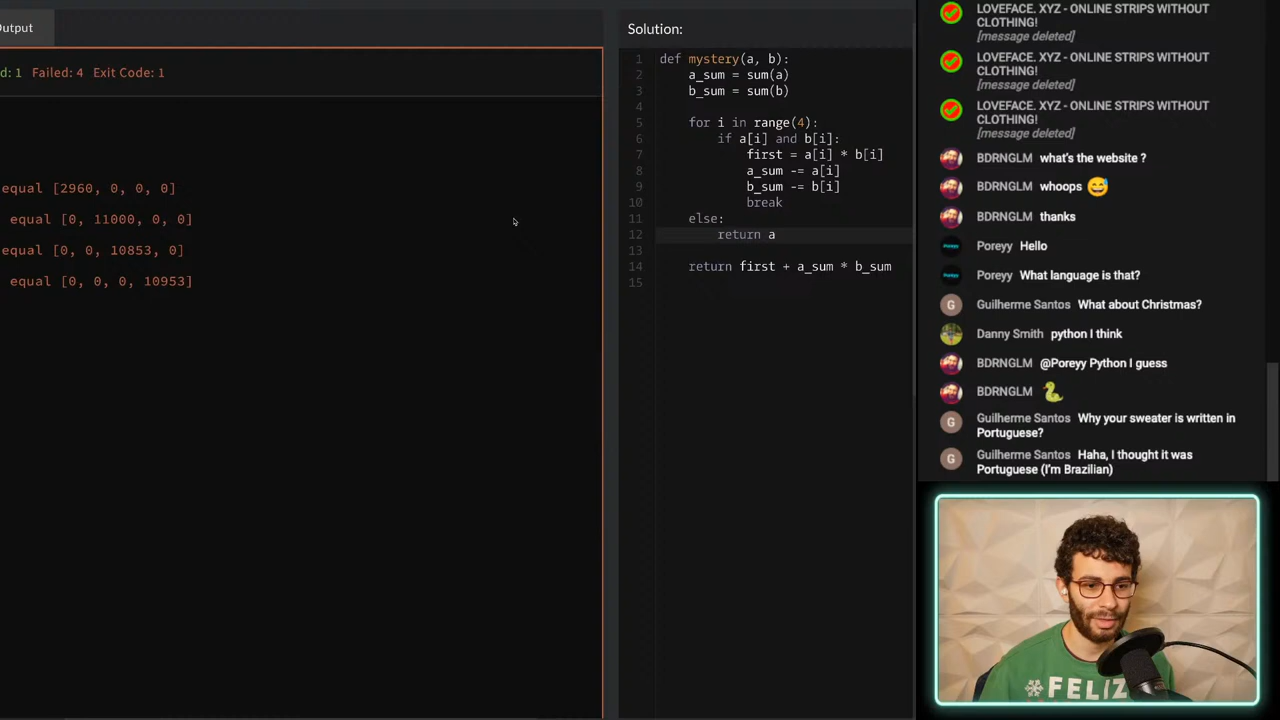 Output
d: 1 Failed: 4 Exit Code: 1
equal [2960, 0, 0, 0]
equal [0, 11000, 0, 0]
equal [0, 0, 10853, 0]
equal [0, 0, 0, 10953]
Solution:
1 def mystery(a, b):
2 a_sum = sum(a)
3 b_sum = sum(b)
4
5 for i in range(4):
6 if a[i] and b[i]:
7 first = a[i] * b[i]
8 a_sum -= a[i]
9 b_sum -= b[i]
10 break
11 else:
12 return a
13
14 return first + a_sum * b_sum
15
LOVEFACE. XYZ - ONLINE STRIPS WITHOUT
CLOTHING!
[message deleted]
LOVEFACE. XYZ - ONLINE STRIPS WITHOUT
CLOTHING!
[message deleted]
LOVEFACE. XYZ - ONLINE STRIPS WITHOUT
CLOTHING!
[message deleted]
BDRNGLM what's the website ?
BDRNGLM whoops 😅
BDRNGLM thanks
Poreyy Hello
Poreyy What language is that?
Guilherme Santos What about Christmas?
Danny Smith python I think
BDRNGLM @Poreyy Python I guess
BDRNGLM 🐍
Guilherme Santos Why your sweater is written in
Portuguese?
Guilherme Santos Haha, I thought it was
Portuguese (I'm Brazilian)
FELIZ